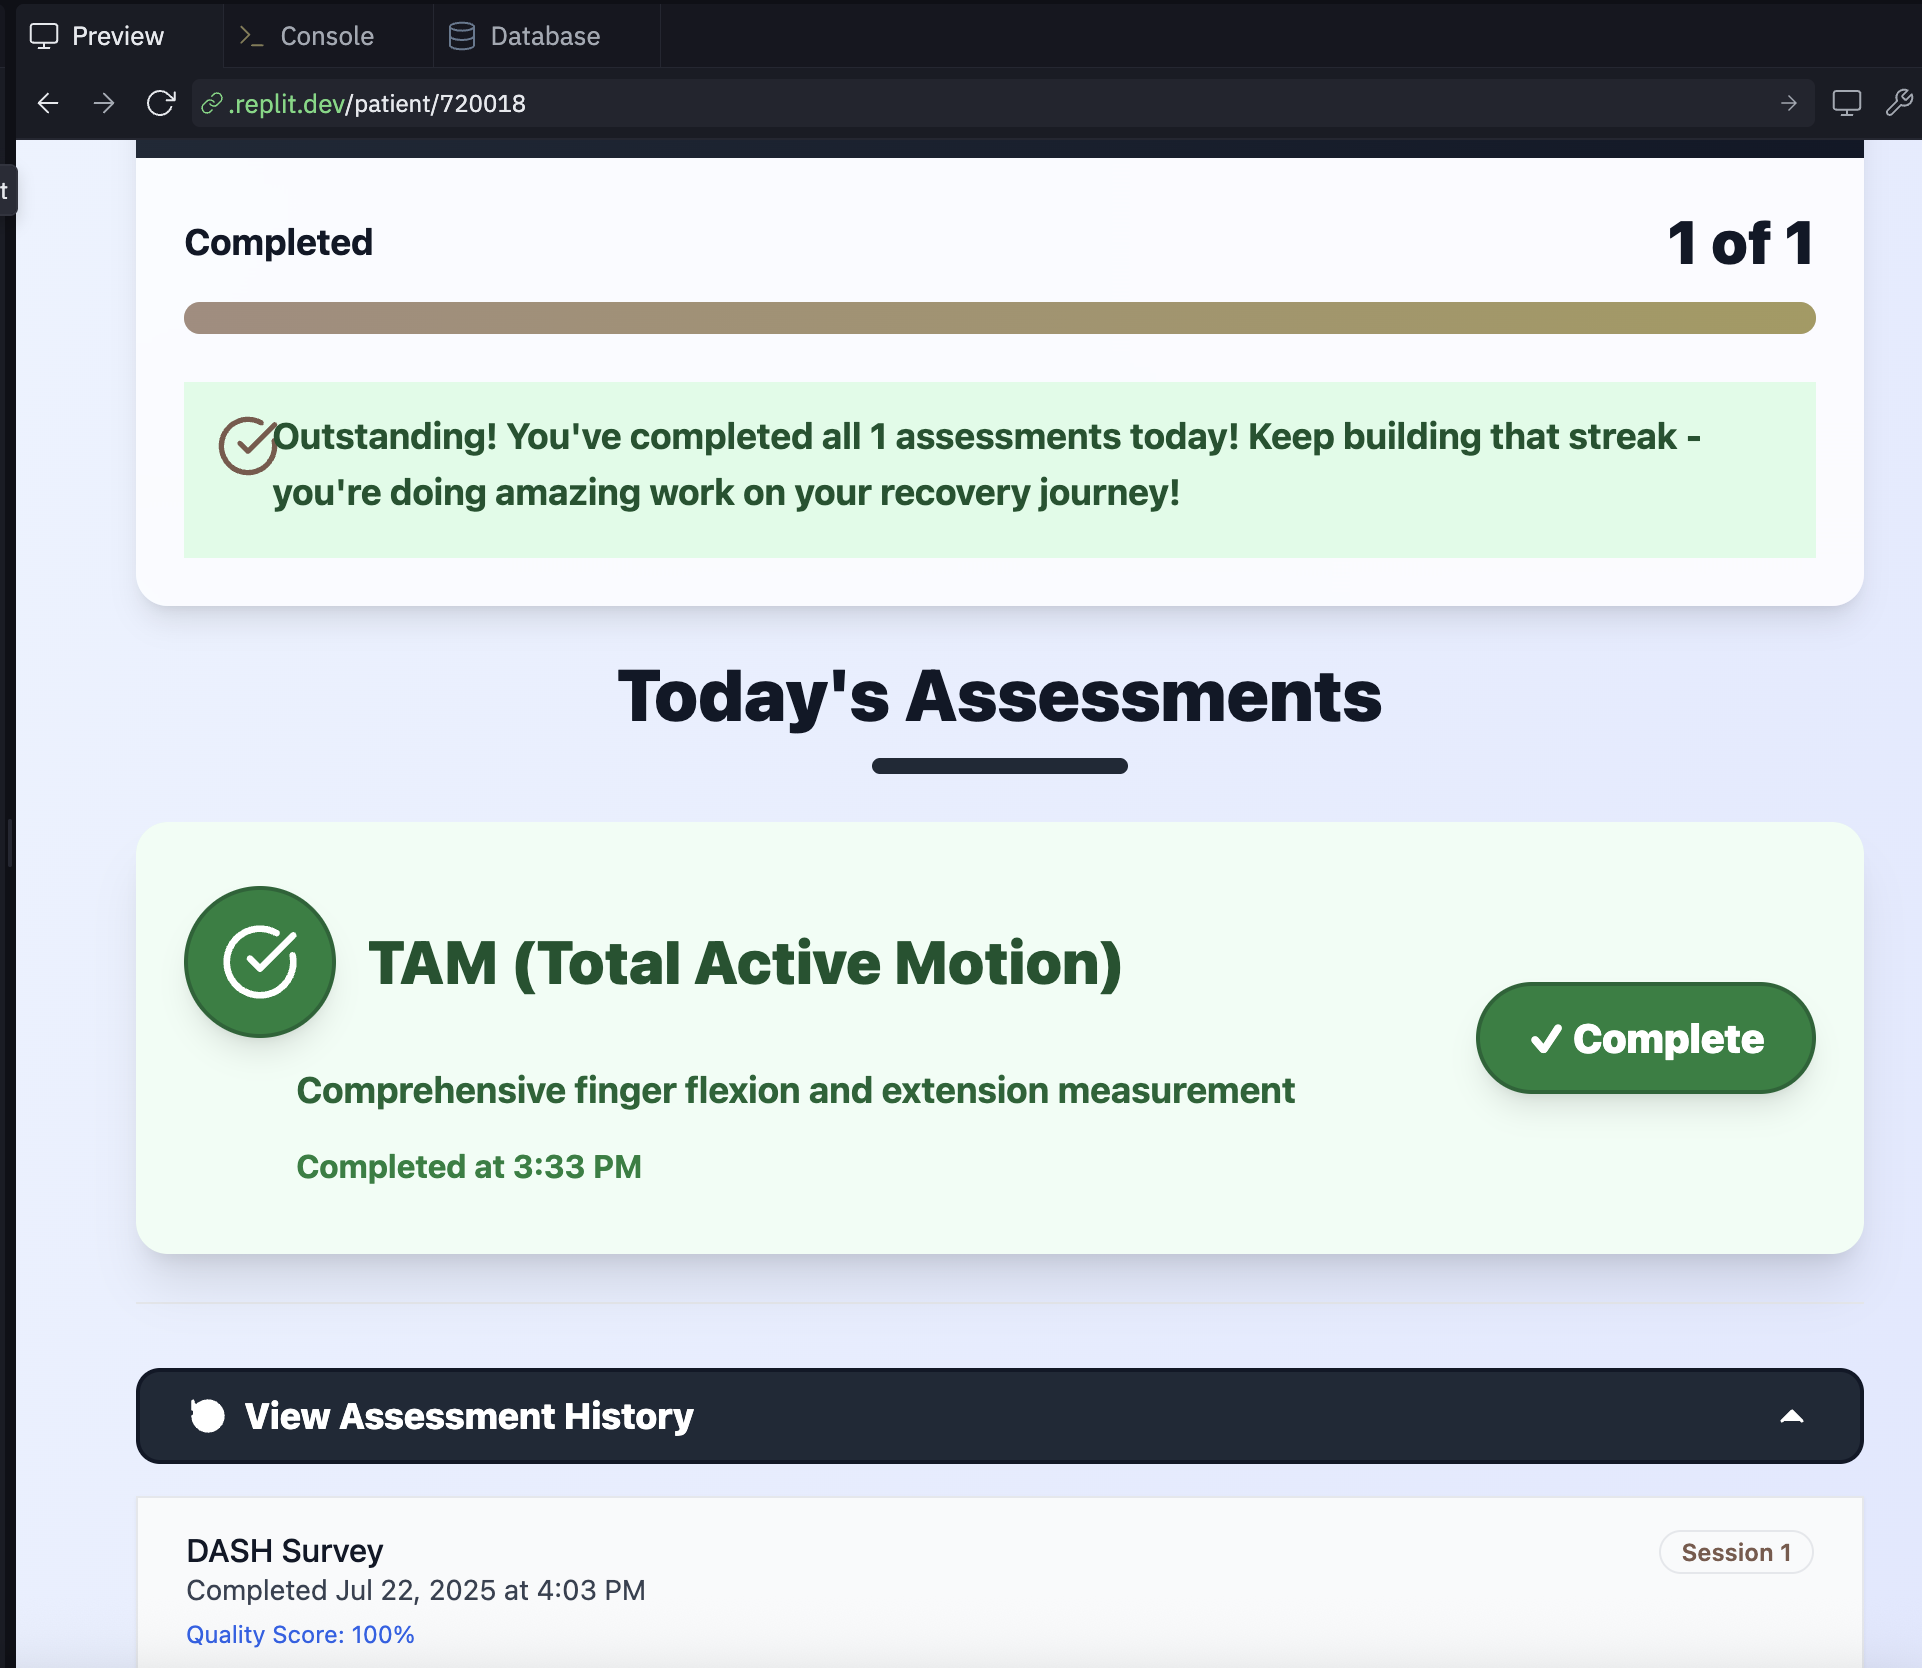 Preview
Console
Database
.replit.dev/patient/720018
t
Completed
1 of 1
Outstanding! You've completed all 1 assessments today! Keep building that streak -
you're doing amazing work on your recovery journey!
Today's Assessments
TAM (Total Active Motion)
✓ Complete
Comprehensive finger flexion and extension measurement
Completed at 3:33 PM
View Assessment History
DASH Survey
Session 1
Completed Jul 22, 2025 at 4:03 PM
Quality Score: 100%